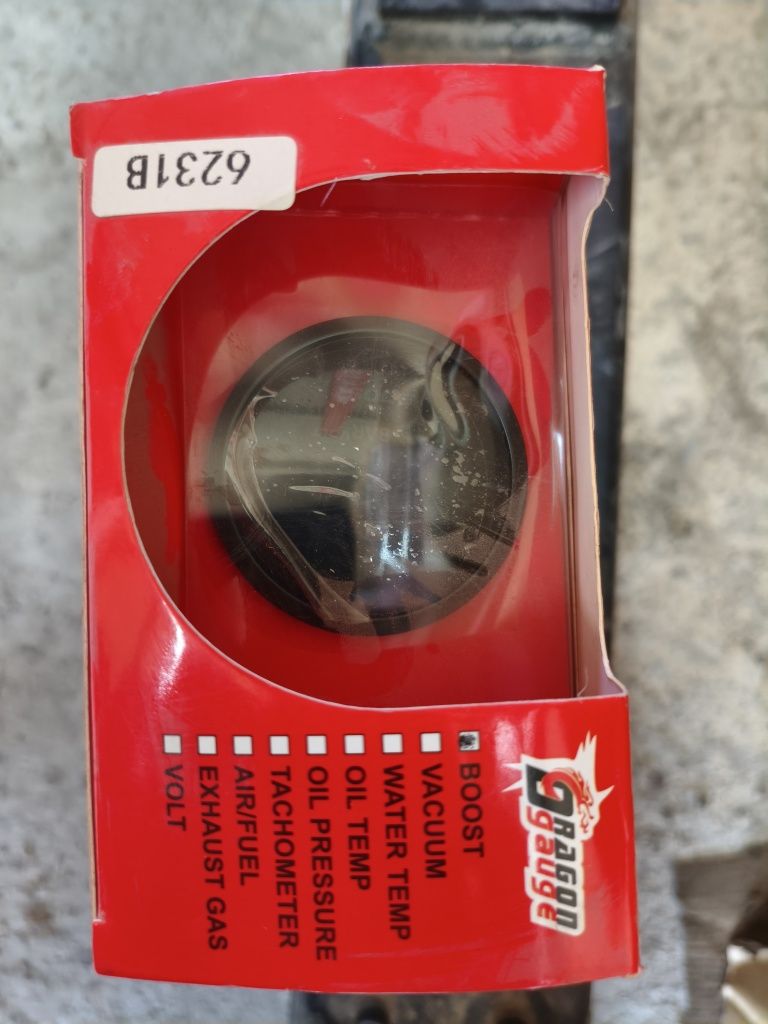 6231B
DRAGON
gauge
BOOST
VACUUM
WATER TEMP
OIL TEMP
OIL PRESSURE
TACHOMETER
AIR/FUEL
EXHAUST GAS
VOLT